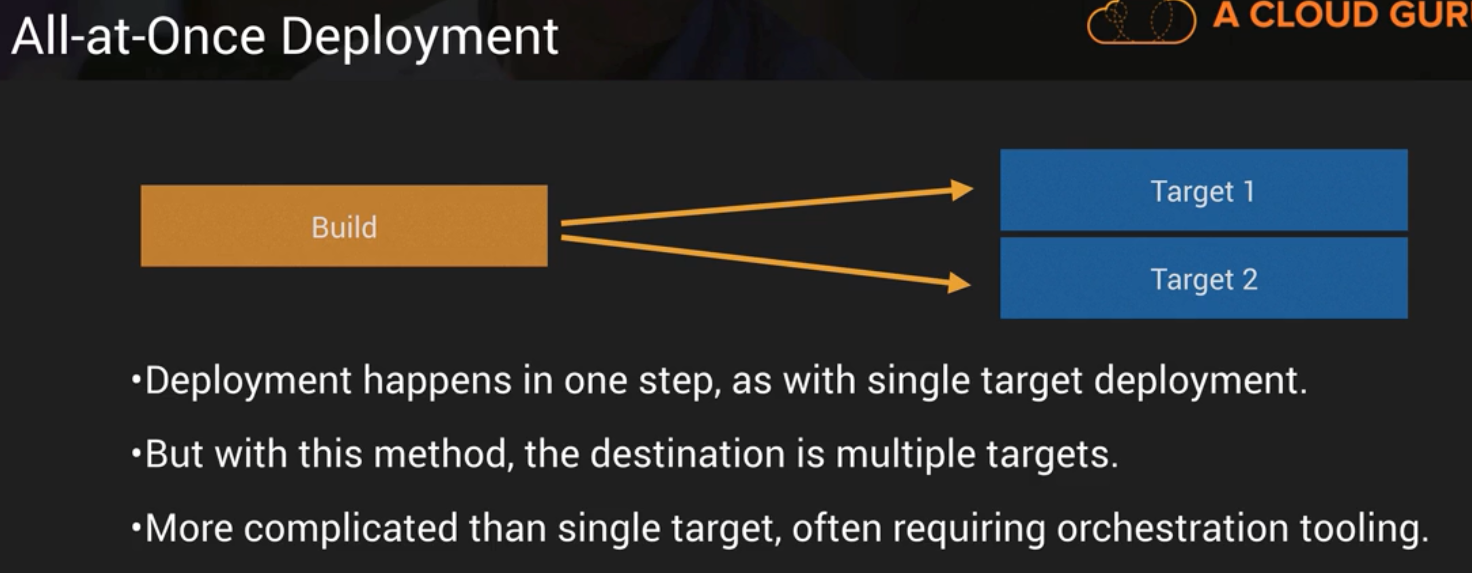 All-at-Once Deployment
A CLOUD GUR
Build
Target 1
Target 2
•Deployment happens in one step, as with single target deployment.
•But with this method, the destination is multiple targets.
•More complicated than single target, often requiring orchestration tooling.